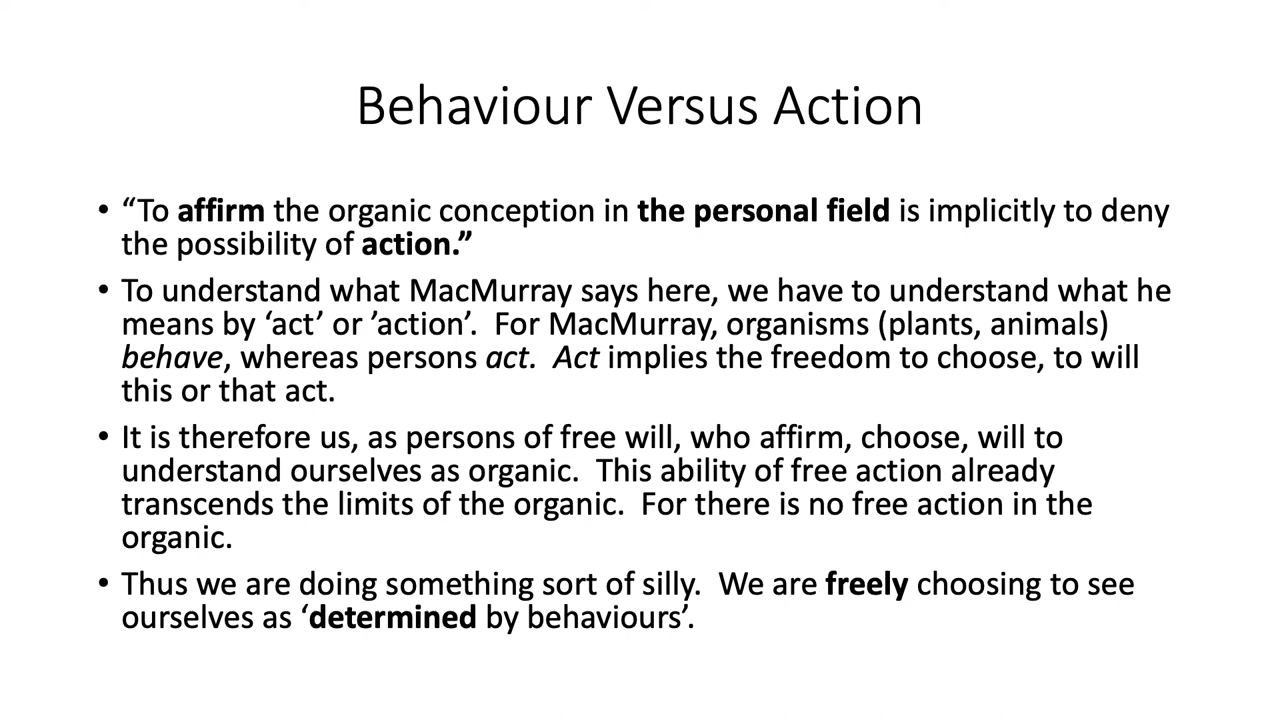 Behaviour Versus Action
• “To affirm the organic conception in the personal field is implicitly to deny
the possibility of action.”
• To understand what MacMurray says here, we have to understand what he
means by ‘act’ or ’action’.  For MacMurray, organisms (plants, animals)
behave, whereas persons act.  Act implies the freedom to choose, to will
this or that act.
• It is therefore us, as persons of free will, who affirm, choose, will to
understand ourselves as organic.  This ability of free action already
transcends the limits of the organic.  For there is no free action in the
organic.
• Thus we are doing something sort of silly.  We are freely choosing to see
ourselves as ‘determined by behaviours’.